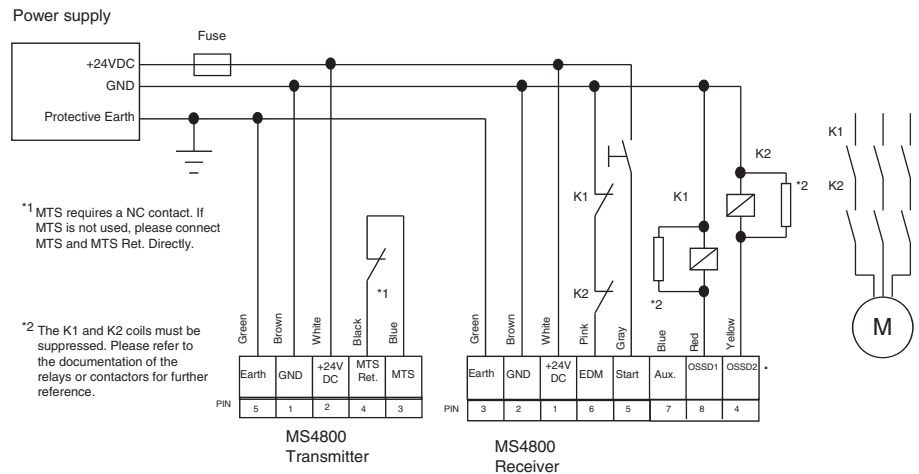 Power supply
Fuse
+24VDC
GND
Protective Earth
K1
K2
K1
K2
*2
K1
K2
*1 MTS requires a NC contact. If
MTS is not used, please connect
MTS and MTS Ret. Directly.
*1
*2
*2 The K1 and K2 coils must be
suppressed. Please refer to
the documentation of the
relays or contactors for further
reference.
M
Green
Brown
White
Black
Blue
Green
Brown
White
Pink
Gray
Blue
Red
Yellow
Earth
GND
+24V DC
MTS Ret.
MTS
Earth
GND
+24V DC
EDM
Start
Aux.
OSSD1
OSSD2
PIN 5 1 2 4 3
PIN 3 2 1 6 5 7 8 4
MS4800
Transmitter
MS4800
Receiver